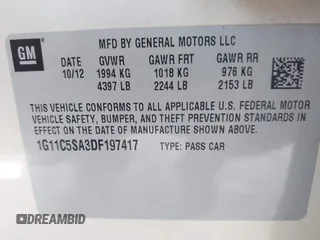 GM
MFD BY GENERAL MOTORS LLC
DATE GVWR GAWR FRT GAWR RR
10/12 1994 KG 1018 KG 976 KG
4397 LB 2244 LB 2153 LB
THIS VEHICLE CONFORMS TO ALL APPLICABLE U.S. FEDERAL MOTOR
VEHICLE SAFETY, BUMPER, AND THEFT PREVENTION STANDARDS
IN EFFECT ON THE DATE OF MANUFACTURE SHOWN ABOVE.
1G11C5SA3DF197417 TYPE: PASS CAR